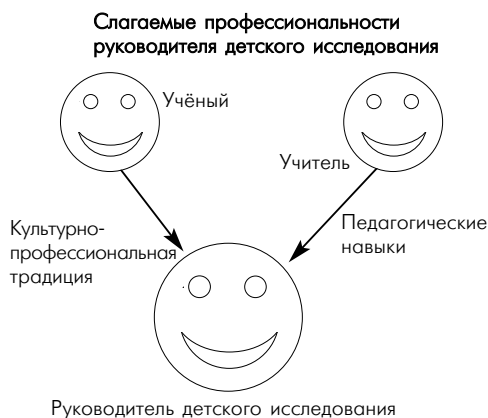 Слагаемые профессиональности
руководителя детского исследования
Учёный
Учитель
Культурно-
профессиональная
традиция
Педагогические
навыки
Руководитель детского исследования